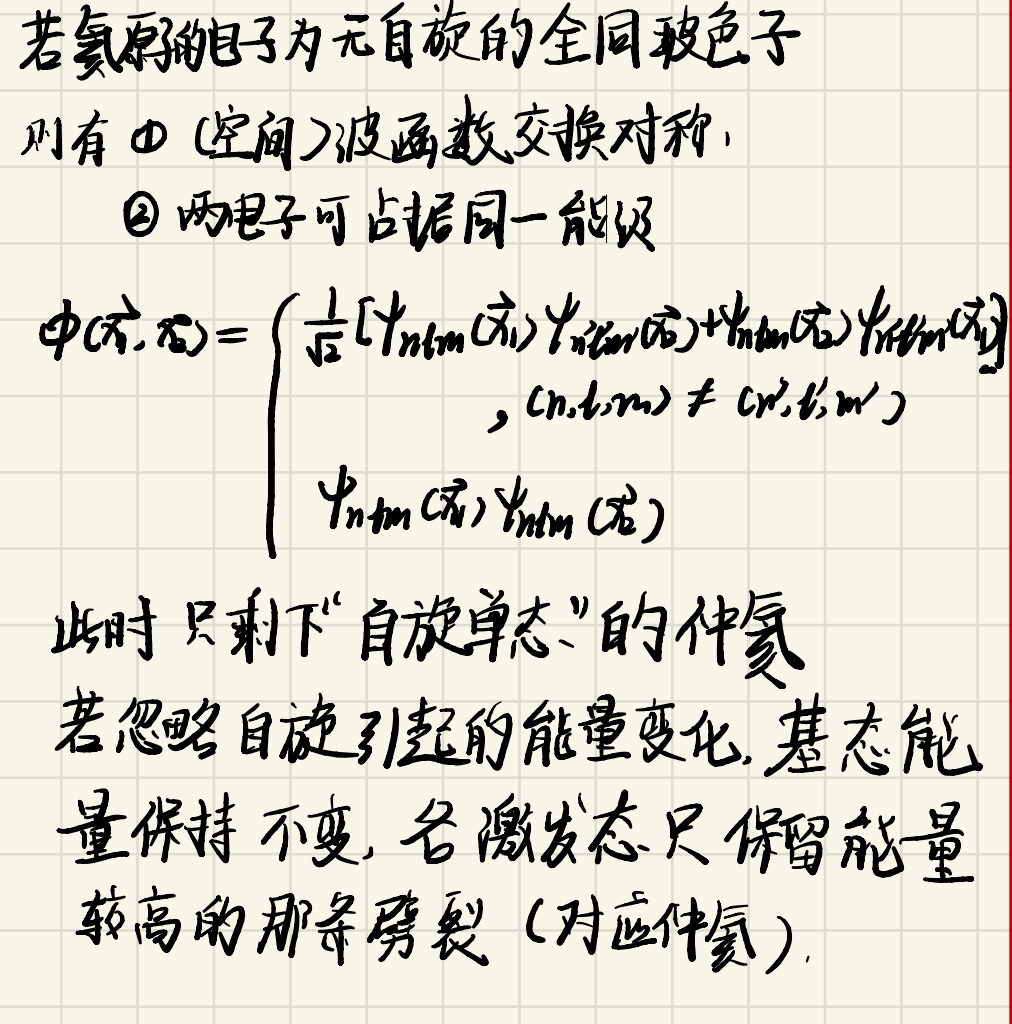 若氦原子的电子为无自旋的全同玻色子
则有 ① (空间)波函数交换对称,
② 两电子可占据同一能级
Φ(x⃗₁, x⃗₂) = { 1/√2 [ψₙₗₘ(x⃗₁) ψₙ'ₗ'ₘ'(x⃗₂) + ψₙₗₘ(x⃗₂) ψₙ'ₗ'ₘ'(x⃗₁)]
, (n, l, m) ≠ (n', l', m')
ψₙₗₘ(x⃗₁) ψₙₗₘ(x⃗₂)
此时只剩下“自旋单态”的仲氦
若忽略自旋引起的能量变化, 基态能
量保持不变, 各激发态只保留能量
较高的那条劈裂 (对应仲氦).